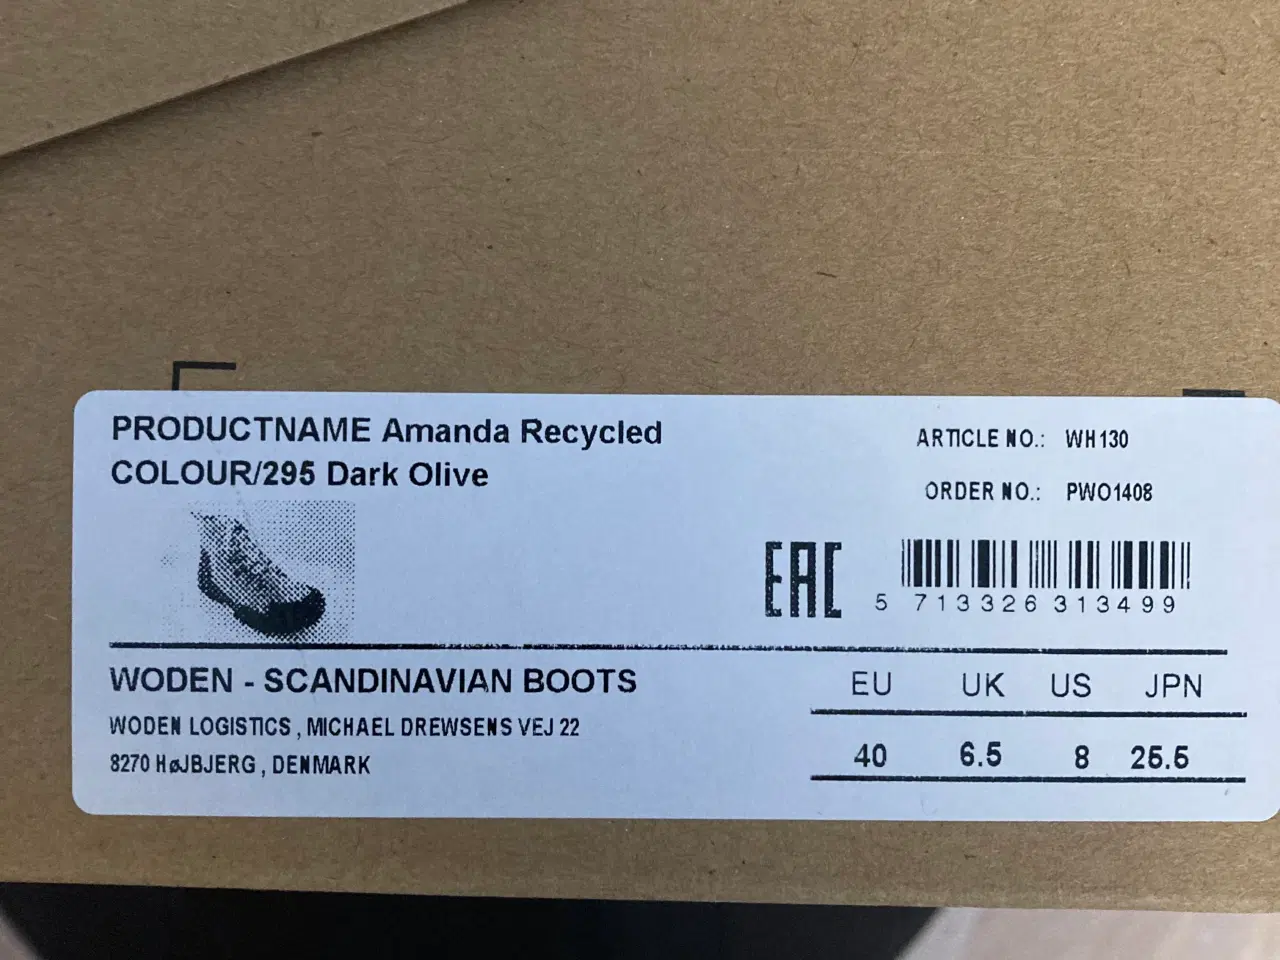 PRODUCTNAME Amanda Recycled
COLOUR/295 Dark Olive
ARTICLE NO.: WH130
ORDER NO.: PWO1408
EAC
5 713326 313499
WODEN - SCANDINAVIAN BOOTS
WODEN LOGISTICS , MICHAEL DREWSENS VEJ 22
8270 HøJBJERG , DENMARK
EU UK US JPN
40 6.5 8 25.5